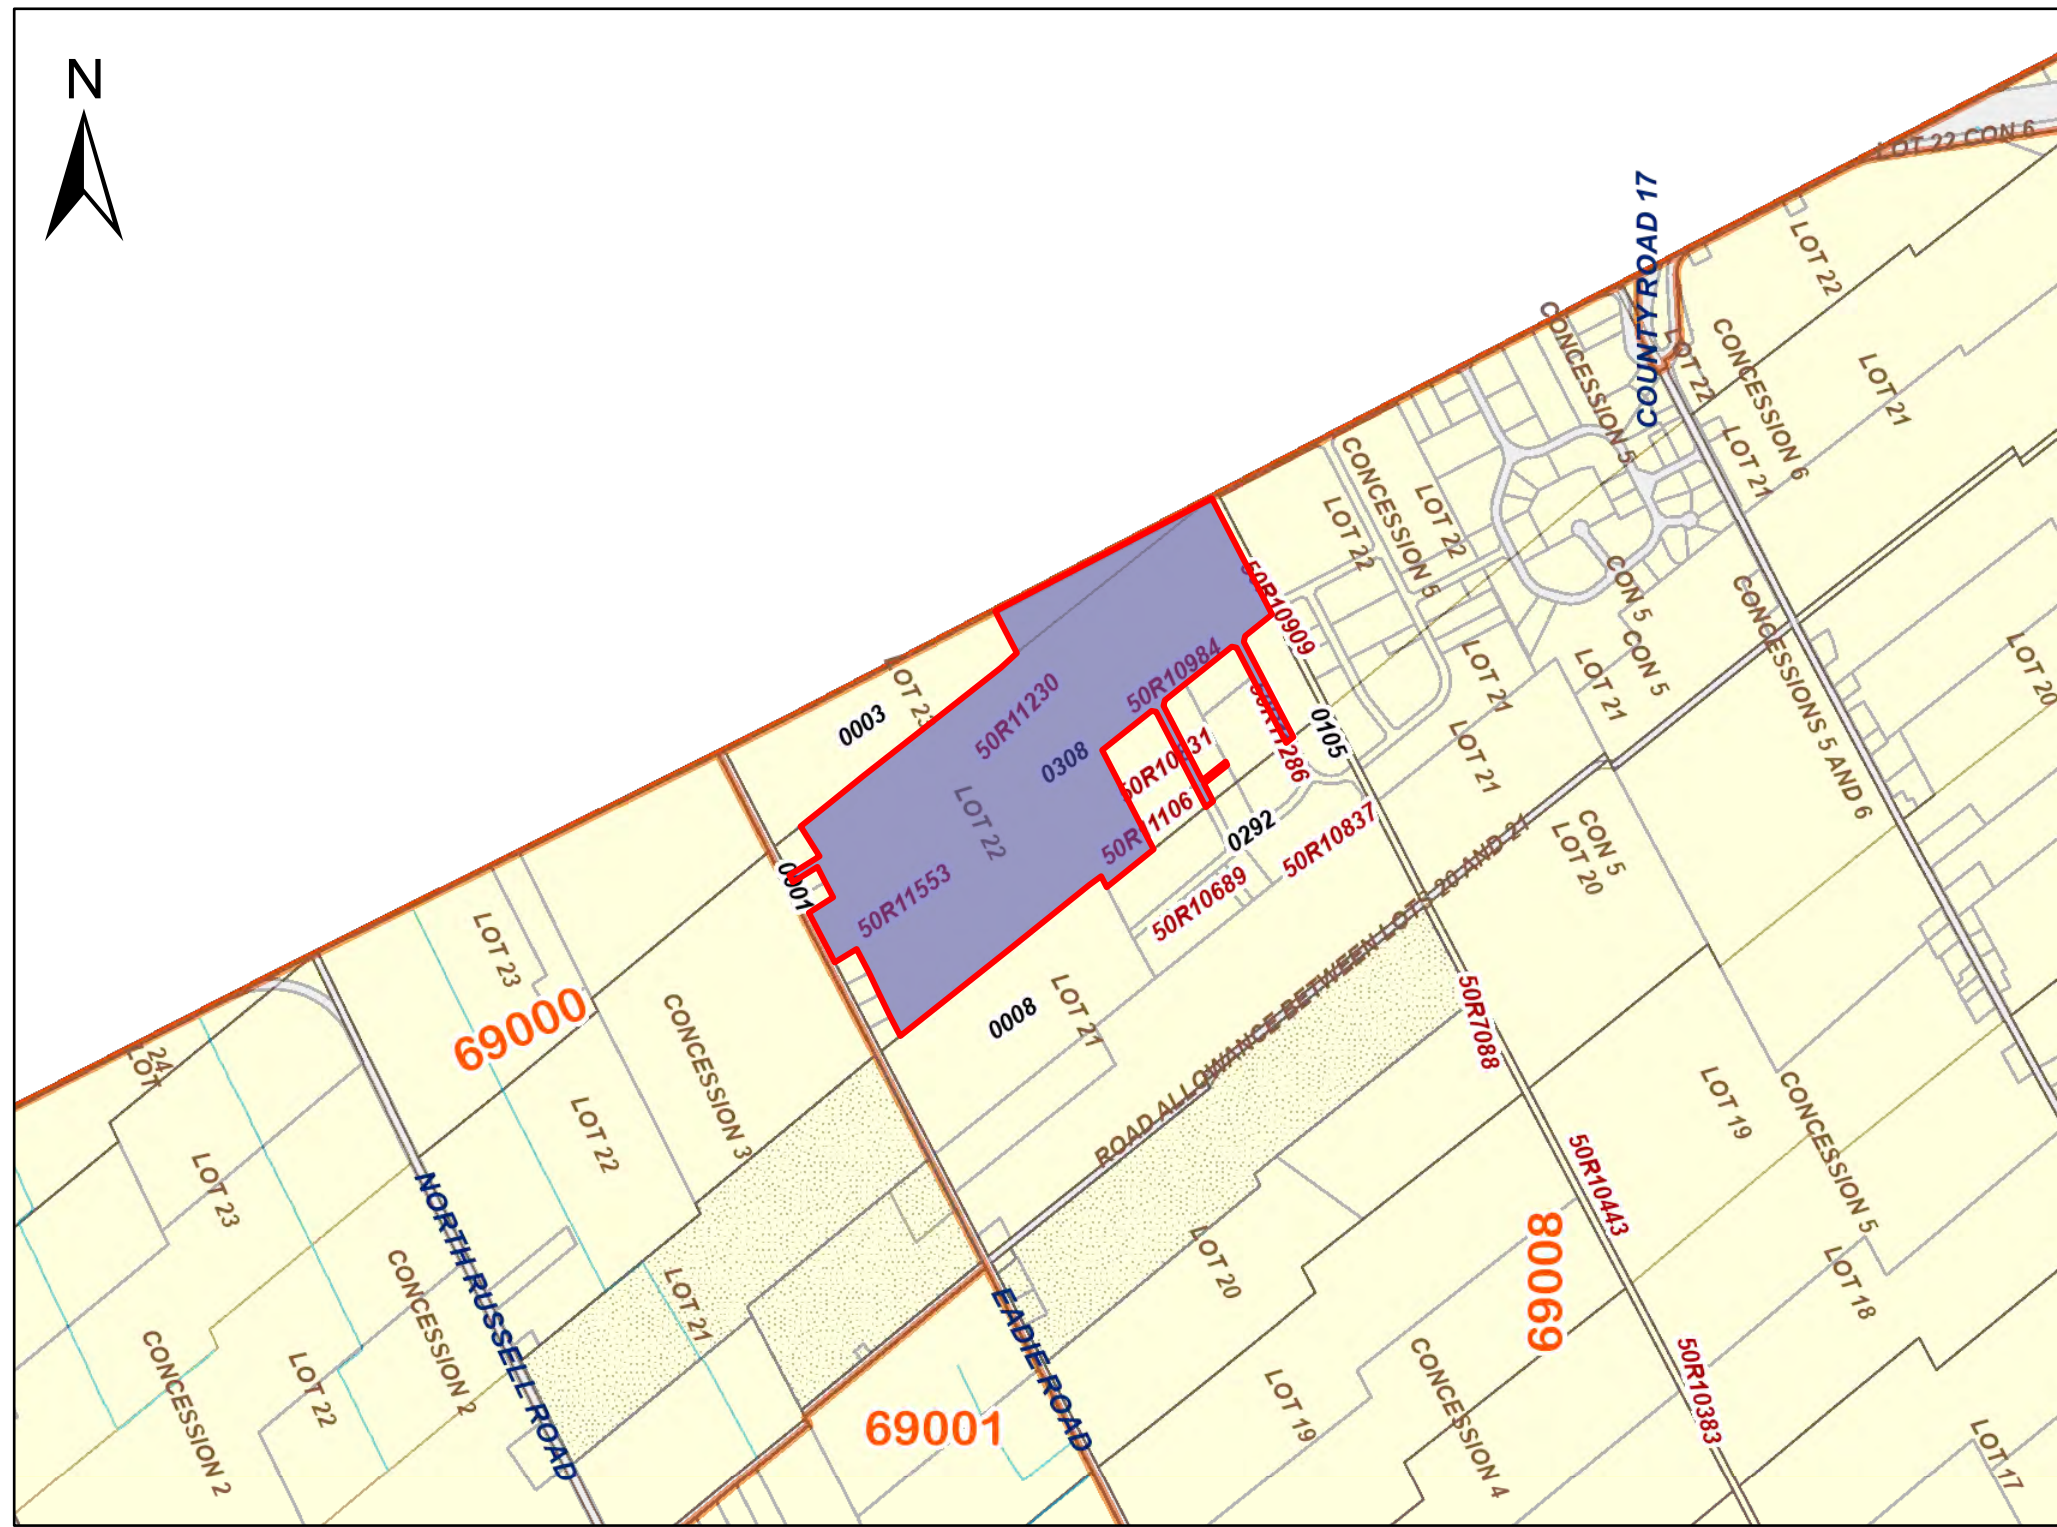 N
LOT 22 CON 6
COUNTY ROAD 17
LOT 22
CONCESSION 5
LOT 22
CONCESSION 6
LOT 21
LOT 21
CONCESSION 5
LOT 22
LOT 22
50R10909
CON 5
CON 5
CONCESSIONS 5 AND 6
LOT 20
LOT 23
0003
50R11230
50R10984
LOT 21
LOT 21
50R11286
0105
LOT 21
0308
50R10831
50R11106
LOT 22
0292
50R10837
CON 5
LOT 20
0001
50R11553
50R10689
ROAD ALLOWANCE BETWEEN LOTS 20 AND 21
LOT 23
69000
CONCESSION 3
0008
LOT 21
50R7088
LOT 24
LOT 19
CONCESSION 5
LOT 22
LOT 23
50R10443
NORTH RUSSELL ROAD
CONCESSION 2
LOT 20
80069
LOT 18
LOT 21
EADIE ROAD
CONCESSION 2
LOT 22
LOT 19
CONCESSION 4
50R10383
69001
LOT 17